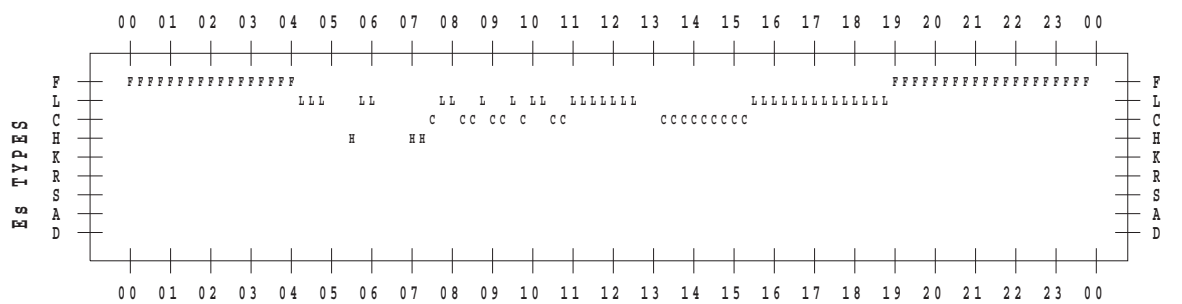 00 01 02 03 04 05 06 07 08 09 10 11 12 13 14 15 16 17 18 19 20 21 22 23 00
F FFFFFFFFFFFFFFFFF FFFFFFFFFFFFFFFFFFFF F
L LLL LL LL L L LL LLLLLLL LLLLLLLLLLLLLL L
C C CC CC C CC CCCCCCCCC C
H H HH H
K K
R R
S S
A A
D D
Es TYPES
00 01 02 03 04 05 06 07 08 09 10 11 12 13 14 15 16 17 18 19 20 21 22 23 00